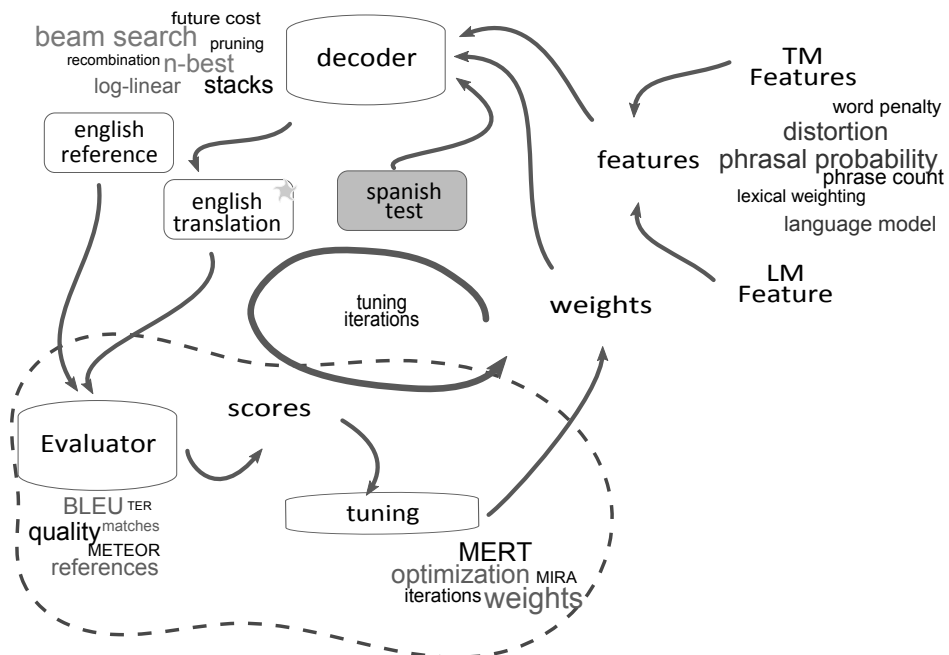 future cost
beam search
pruning
recombination
n-best
log-linear
stacks
decoder
TM
Features
word penalty
distortion
features
phrasal probability
phrase count
lexical weighting
language model
english
reference
english
translation
spanish
test
LM
Feature
weights
tuning
iterations
scores
Evaluator
BLEU
TER
quality
matches
METEOR
references
tuning
MERT
optimization
MIRA
iterations
weights